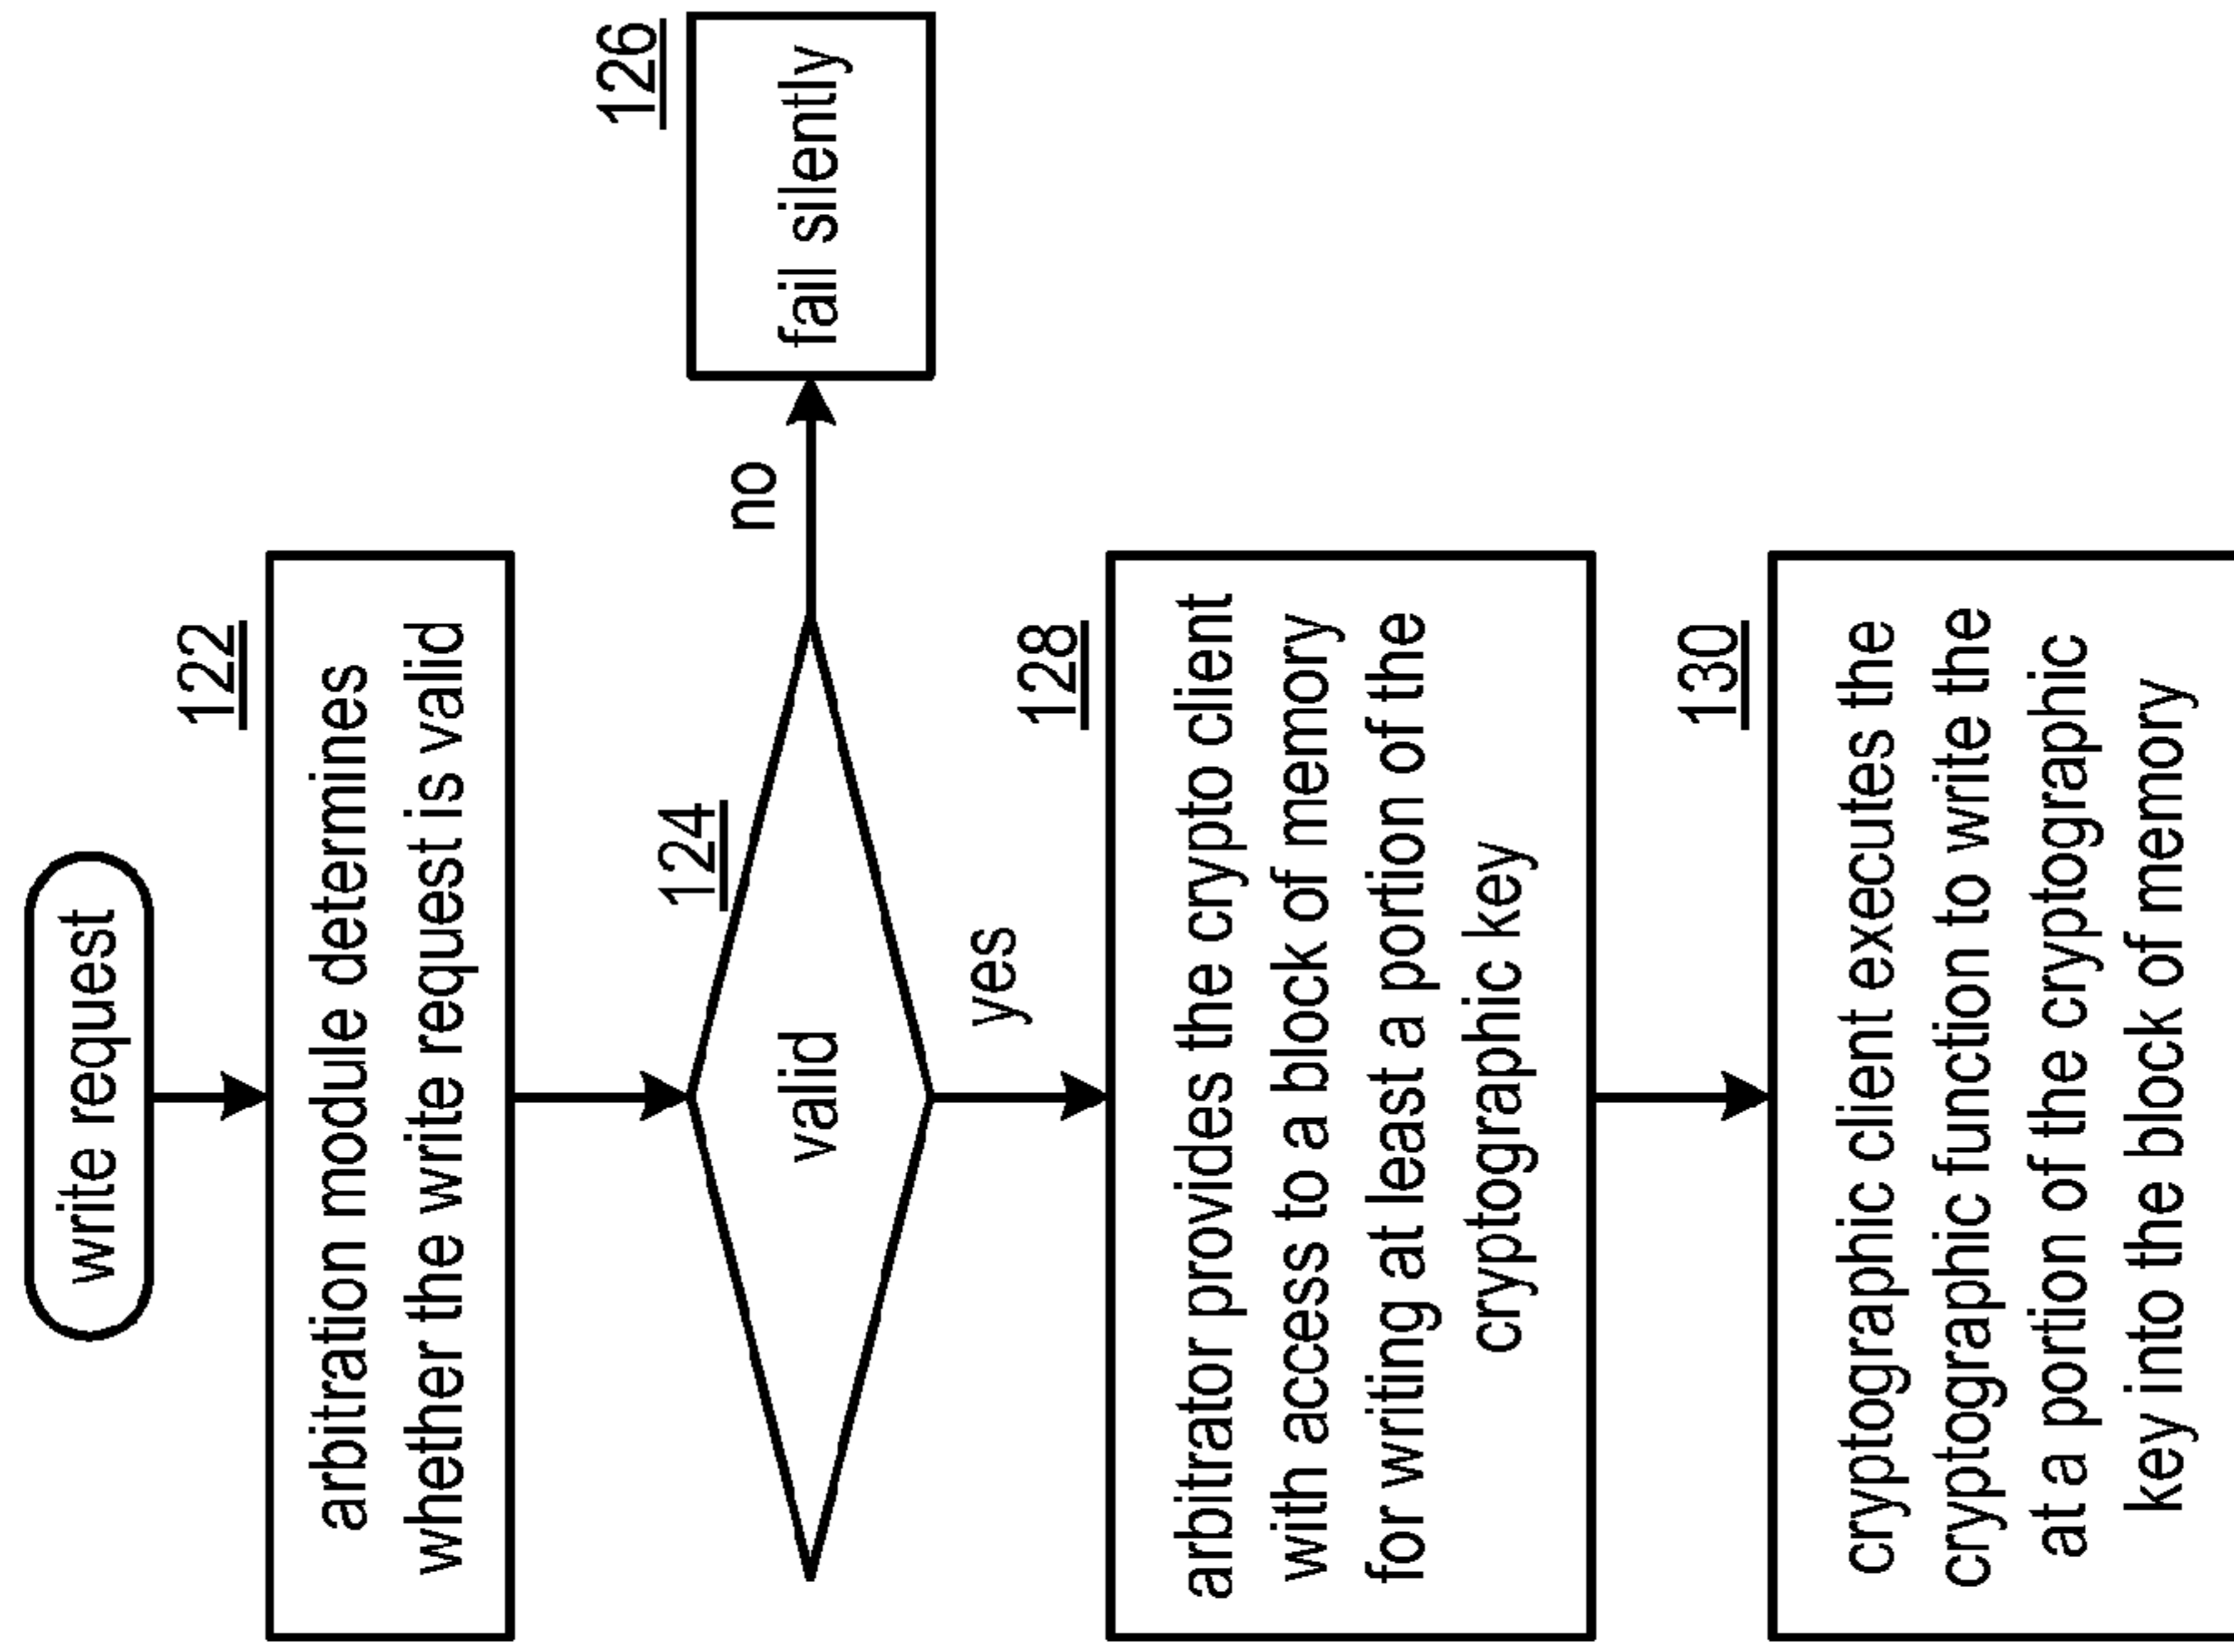 write request
122
arbitration module determines
whether the write request is valid
124
valid
no
126
fail silently
yes
128
arbitrator provides the crypto client
with access to a block of memory
for writing at least a portion of the
cryptographic key
130
cryptographic client executes the
cryptographic function to write the
at a portion of the cryptographic
key into the block of memory